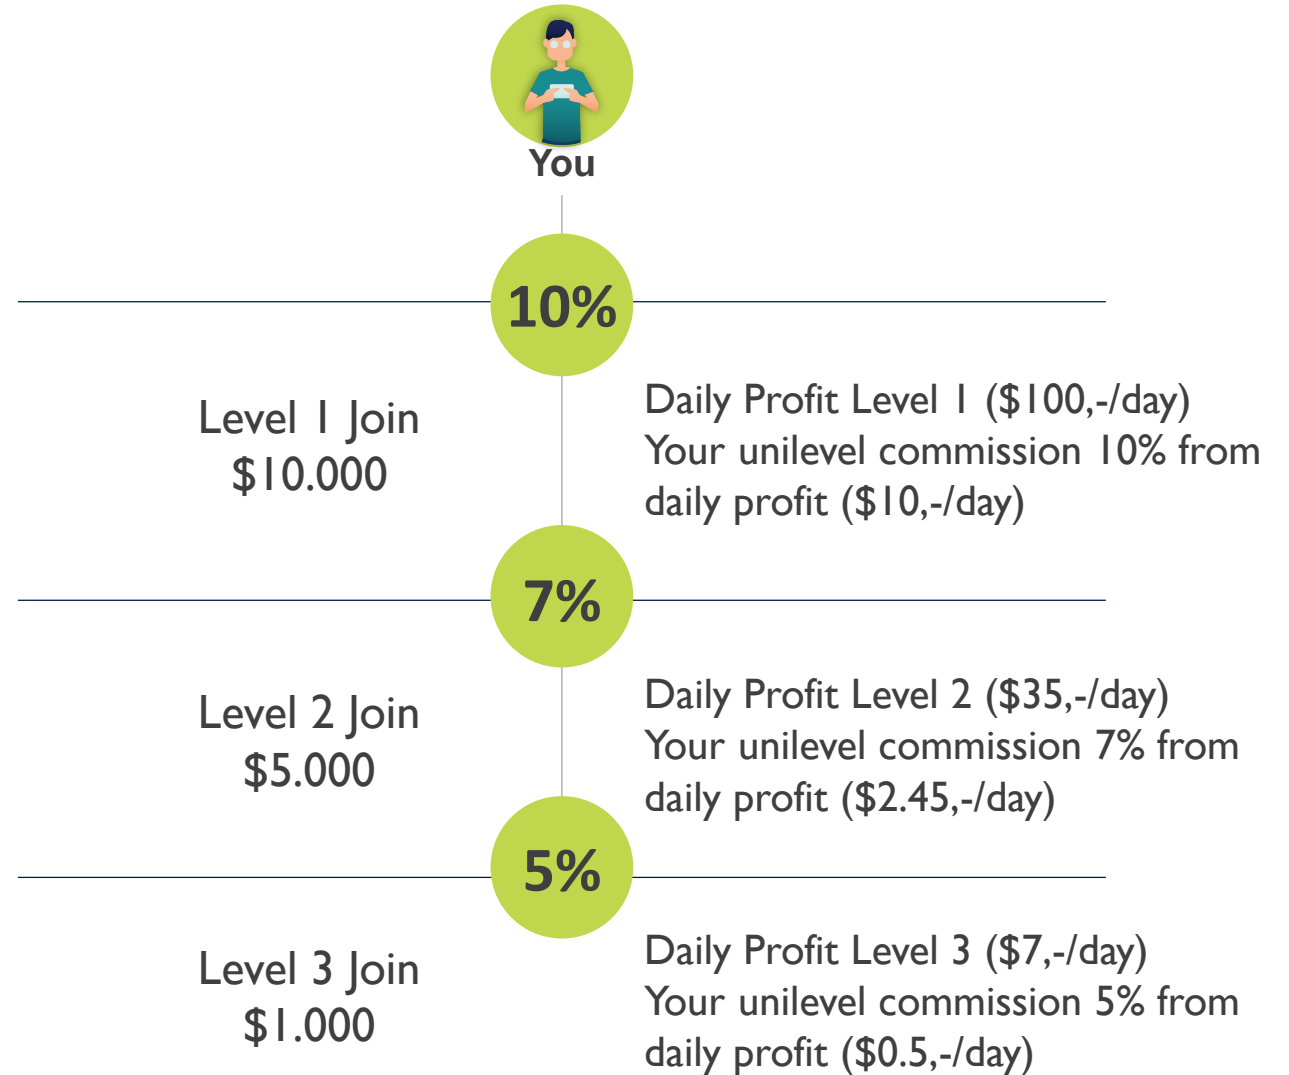 You
10%
Level 1 Join
$10.000
Daily Profit Level 1 ($100,-/day)
Your unilevel commission 10% from
daily profit ($10,-/day)
7%
Level 2 Join
$5.000
Daily Profit Level 2 ($35,-/day)
Your unilevel commission 7% from
daily profit ($2.45,-/day)
5%
Level 3 Join
$1.000
Daily Profit Level 3 ($7,-/day)
Your unilevel commission 5% from
daily profit ($0.5,-/day)